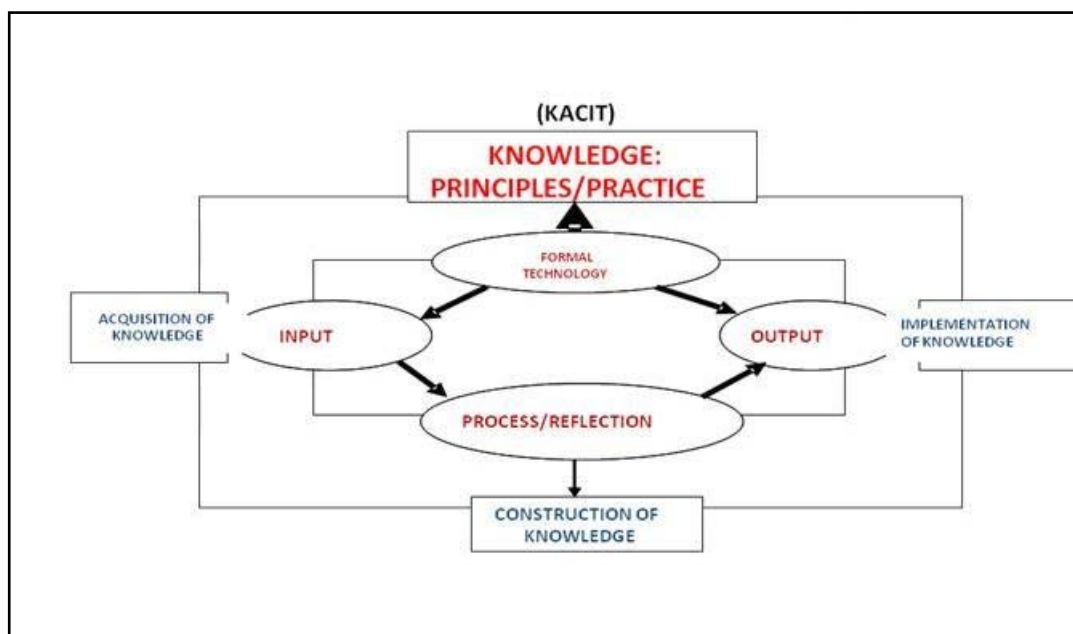 (KACIT)
KNOWLEDGE:
PRINCIPLES/PRACTICE
FORMAL
TECHNOLOGY
ACQUISITION OF
KNOWLEDGE
INPUT
OUTPUT
IMPLEMENTATION
OF KNOWLEDGE
PROCESS/REFLECTION
CONSTRUCTION OF
KNOWLEDGE